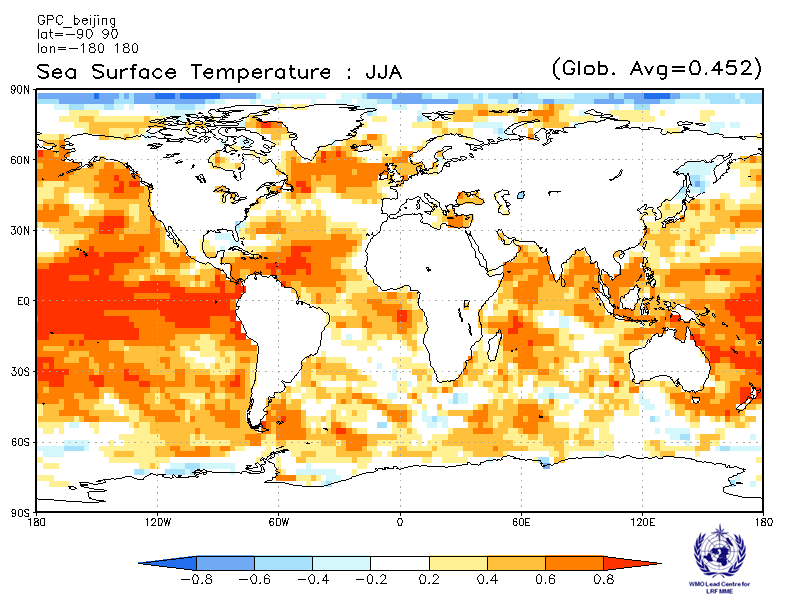 GPC_beijing
lat=-90 90
lon=-180 180
Sea Surface Temperature : JJA (Glob. Avg=0.452)
90N
60N
30N
EQ
30S
60S
90S
180 120W 60W 0 60E 120E 180
-0.8 -0.6 -0.4 -0.2 0.2 0.4 0.6 0.8
WMO Lead Centre for
LRF MME